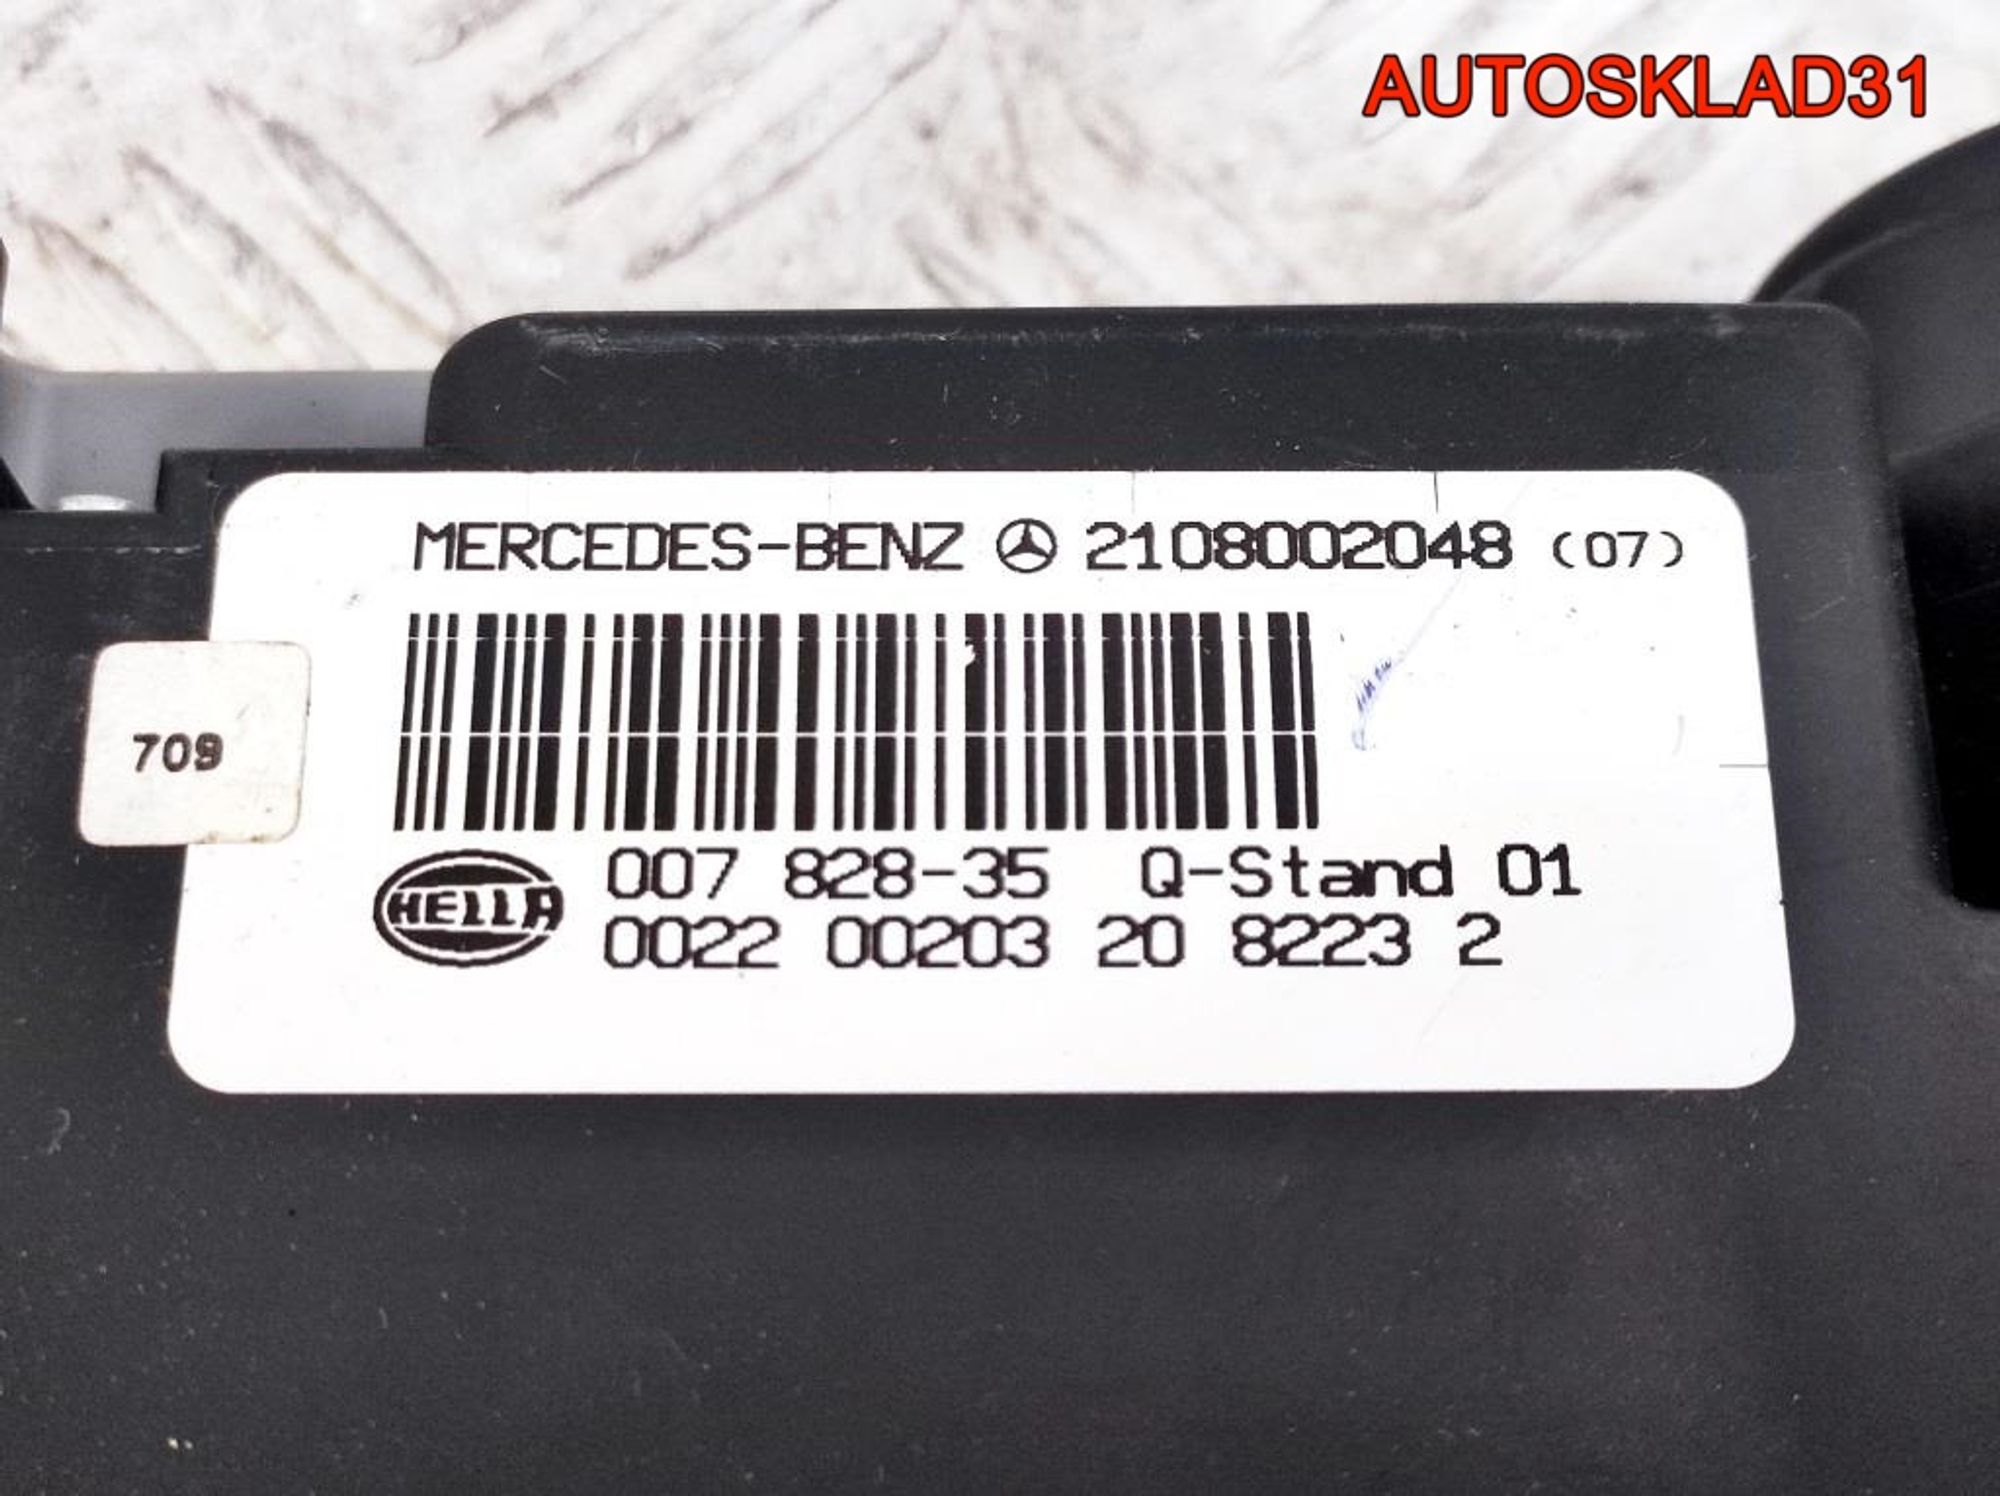 AUTOSKLAD31
MERCEDES-BENZ 2108002048 (07)
709
HELLA 007 828-35 Q-Stand 01
0022 00203 20 8223 2